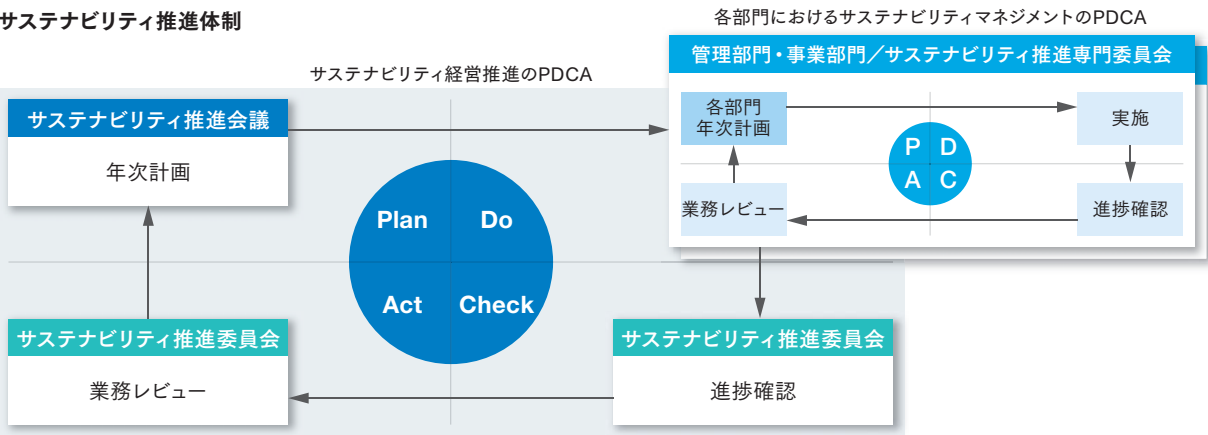 サステナビリティ推進体制
各部門におけるサステナビリティマネジメントのPDCA
サステナビリティ経営推進のPDCA
管理部門・事業部門／サステナビリティ推進専門委員会
各部門
年次計画
実施
P D
A C
業務レビュー
進捗確認
サステナビリティ推進会議
年次計画
Plan
Do
Act
Check
サステナビリティ推進委員会
業務レビュー
サステナビリティ推進委員会
進捗確認